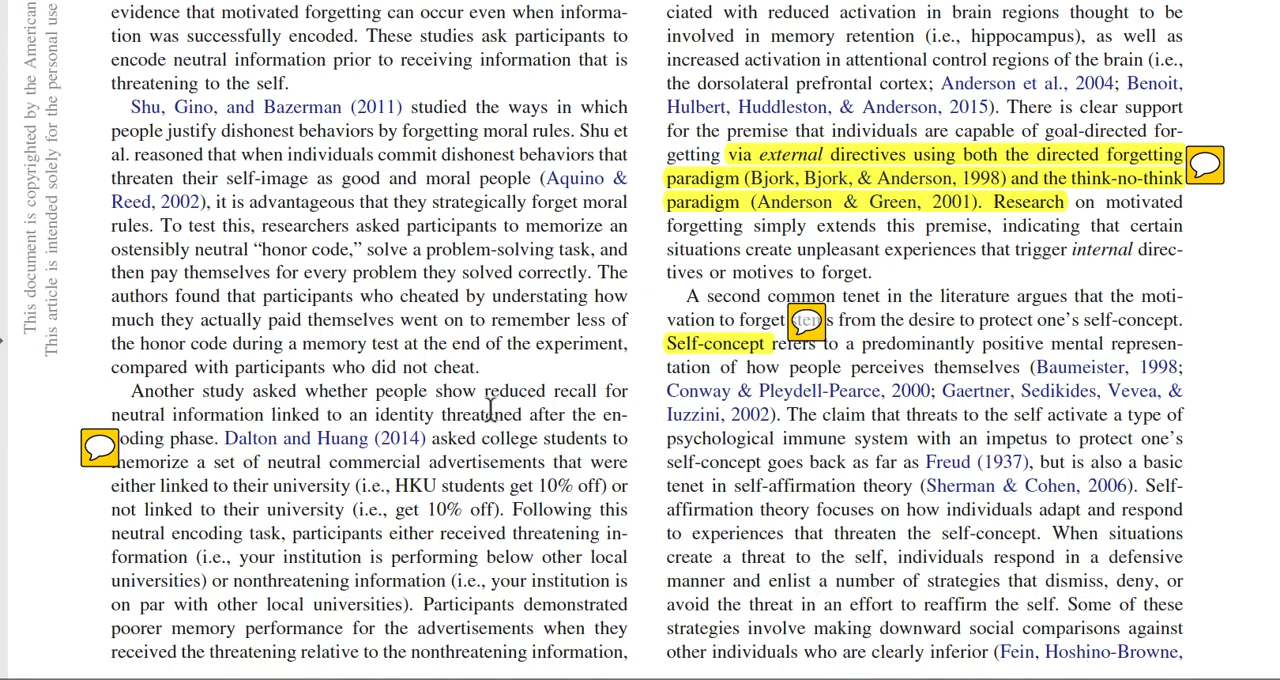 This document is copyrighted by the American
This article is intended solely for the personal use
evidence that motivated forgetting can occur even when informa-
tion was successfully encoded. These studies ask participants to
encode neutral information prior to receiving information that is
threatening to the self.
Shu, Gino, and Bazerman (2011) studied the ways in which
people justify dishonest behaviors by forgetting moral rules. Shu et
al. reasoned that when individuals commit dishonest behaviors that
threaten their self-image as good and moral people (Aquino &
Reed, 2002), it is advantageous that they strategically forget moral
rules. To test this, researchers asked participants to memorize an
ostensibly neutral “honor code,” solve a problem-solving task, and
then pay themselves for every problem they solved correctly. The
authors found that participants who cheated by understating how
much they actually paid themselves went on to remember less of
the honor code during a memory test at the end of the experiment,
compared with participants who did not cheat.
Another study asked whether people show reduced recall for
neutral information linked to an identity threatened after the en-
oding phase. Dalton and Huang (2014) asked college students to
memorize a set of neutral commercial advertisements that were
either linked to their university (i.e., HKU students get 10% off) or
not linked to their university (i.e., get 10% off). Following this
neutral encoding task, participants either received threatening in-
formation (i.e., your institution is performing below other local
universities) or nonthreatening information (i.e., your institution is
on par with other local universities). Participants demonstrated
poorer memory performance for the advertisements when they
received the threatening relative to the nonthreatening information,
ciated with reduced activation in brain regions thought to be
involved in memory retention (i.e., hippocampus), as well as
increased activation in attentional control regions of the brain (i.e.,
the dorsolateral prefrontal cortex; Anderson et al., 2004; Benoit,
Hulbert, Huddleston, & Anderson, 2015). There is clear support
for the premise that individuals are capable of goal-directed for-
getting via external directives using both the directed forgetting
paradigm (Bjork, Bjork, & Anderson, 1998) and the think-no-think
paradigm (Anderson & Green, 2001). Research on motivated
forgetting simply extends this premise, indicating that certain
situations create unpleasant experiences that trigger internal direc-
tives or motives to forget.
A second common tenet in the literature argues that the moti-
vation to forget stems from the desire to protect one’s self-concept.
Self-concept refers to a predominantly positive mental represen-
tation of how people perceives themselves (Baumeister, 1998;
Conway & Pleydell-Pearce, 2000; Gaertner, Sedikides, Vevea, &
Iuzzini, 2002). The claim that threats to the self activate a type of
psychological immune system with an impetus to protect one’s
self-concept goes back as far as Freud (1937), but is also a basic
tenet in self-affirmation theory (Sherman & Cohen, 2006). Self-
affirmation theory focuses on how individuals adapt and respond
to experiences that threaten the self-concept. When situations
create a threat to the self, individuals respond in a defensive
manner and enlist a number of strategies that dismiss, deny, or
avoid the threat in an effort to reaffirm the self. Some of these
strategies involve making downward social comparisons against
other individuals who are clearly inferior (Fein, Hoshino-Browne,